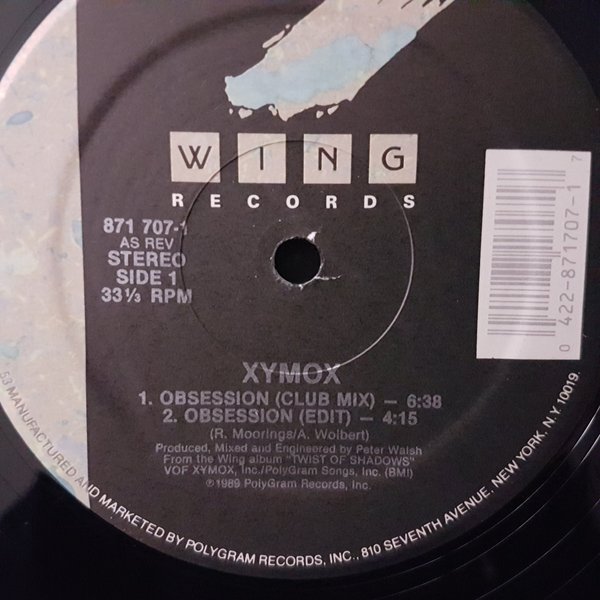 WING
RECORDS
871 707-1
AS REV
STEREO
SIDE 1
33 1/3 RPM
7
0 422-871707-1
XYMOX
1. OBSESSION (CLUB MIX) — 6:38
2. OBSESSION (EDIT) — 4:15
(R. Moorings/A. Wolbert)
Produced, Mixed and Engineered by Peter Walsh
From the Wing album "TWIST OF SHADOWS"
VOF XYMOX, Inc./PolyGram Songs, Inc. (BMI)
℗1989 PolyGram Records, Inc.
53 MANUFACTURED AND MARKETED BY POLYGRAM RECORDS, INC., 810 SEVENTH AVENUE, NEW YORK, N.Y. 10019.